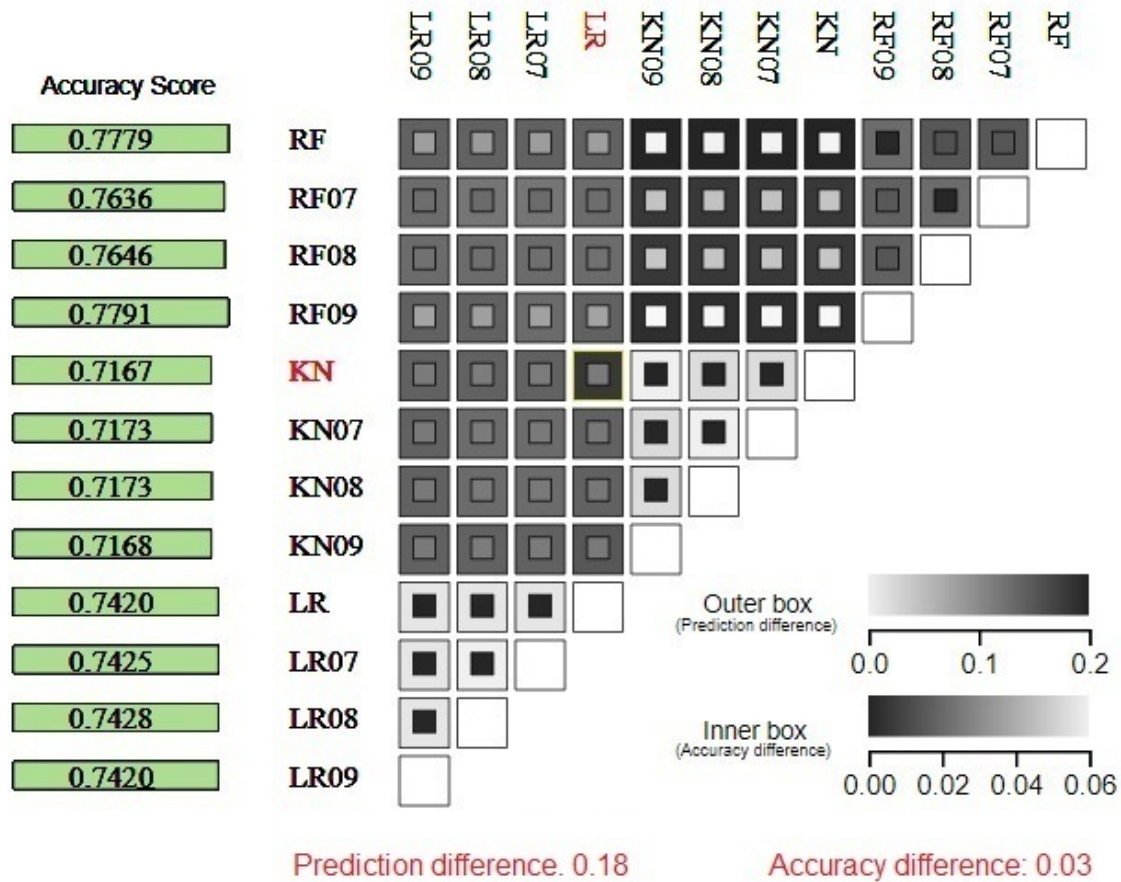 LR09 LR08 LR07 LR KN09 KN08 KN07 KN RF09 RF08 RF07 RF
Accuracy Score
0.7779 RF
0.7636 RF07
0.7646 RF08
0.7791 RF09
0.7167 KN
0.7173 KN07
0.7173 KN08
0.7168 KN09
0.7420 LR
0.7425 LR07
0.7428 LR08
0.7420 LR09
Outer box
(Prediction difference)
0.0 0.1 0.2
Inner box
(Accuracy difference)
0.00 0.02 0.04 0.06
Prediction difference. 0.18 Accuracy difference: 0.03